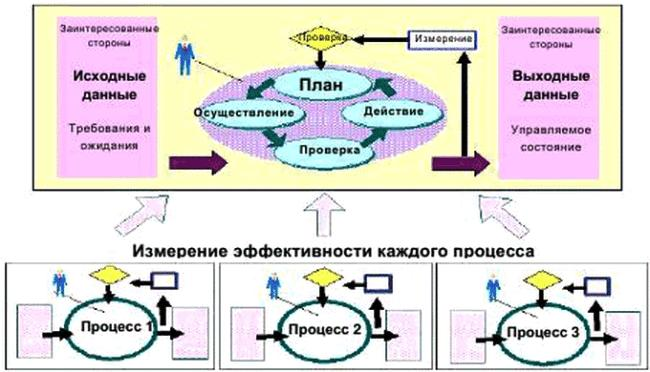 Заинтересованные
стороны
Исходные
данные
Требования и
ожидания
Проверка
Измерение
План
Осуществление
Действие
Проверка
Заинтересованные
стороны
Выходные
данные
Управляемое
состояние
Измерение эффективности каждого процесса
Процесс 1
Процесс 2
Процесс 3